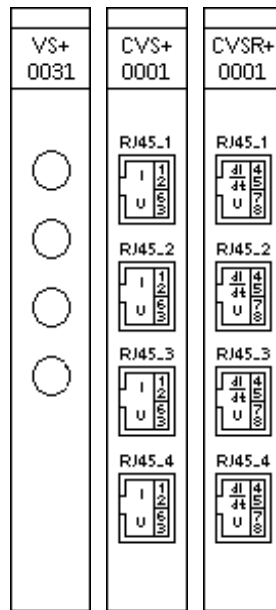 VS+
0031
CVS+
0001
RJ45_1
I
1
2
U
6
3
RJ45_2
I
1
2
U
6
3
RJ45_3
I
1
2
U
6
3
RJ45_4
I
1
2
U
6
3
CVSR+
0001
RJ45_1
dI
dt
4
5
U
7
8
RJ45_2
dI
dt
4
5
U
7
8
RJ45_3
dI
dt
4
5
U
7
8
RJ45_4
dI
dt
4
5
U
7
8